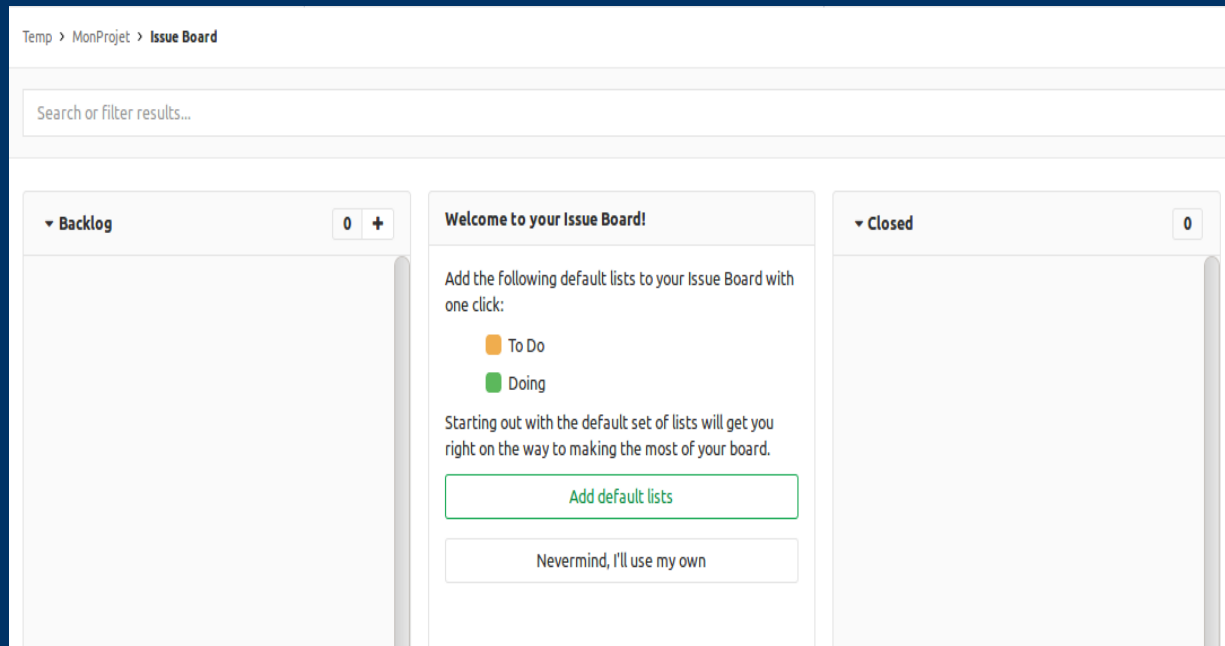 Temp > MonProjet > Issue Board
Search or filter results...
Backlog 0 +
Welcome to your Issue Board!
Add the following default lists to your Issue Board with
one click:
To Do
Doing
Starting out with the default set of lists will get you
right on the way to making the most of your board.
Add default lists
Nevermind, I'll use my own
Closed 0